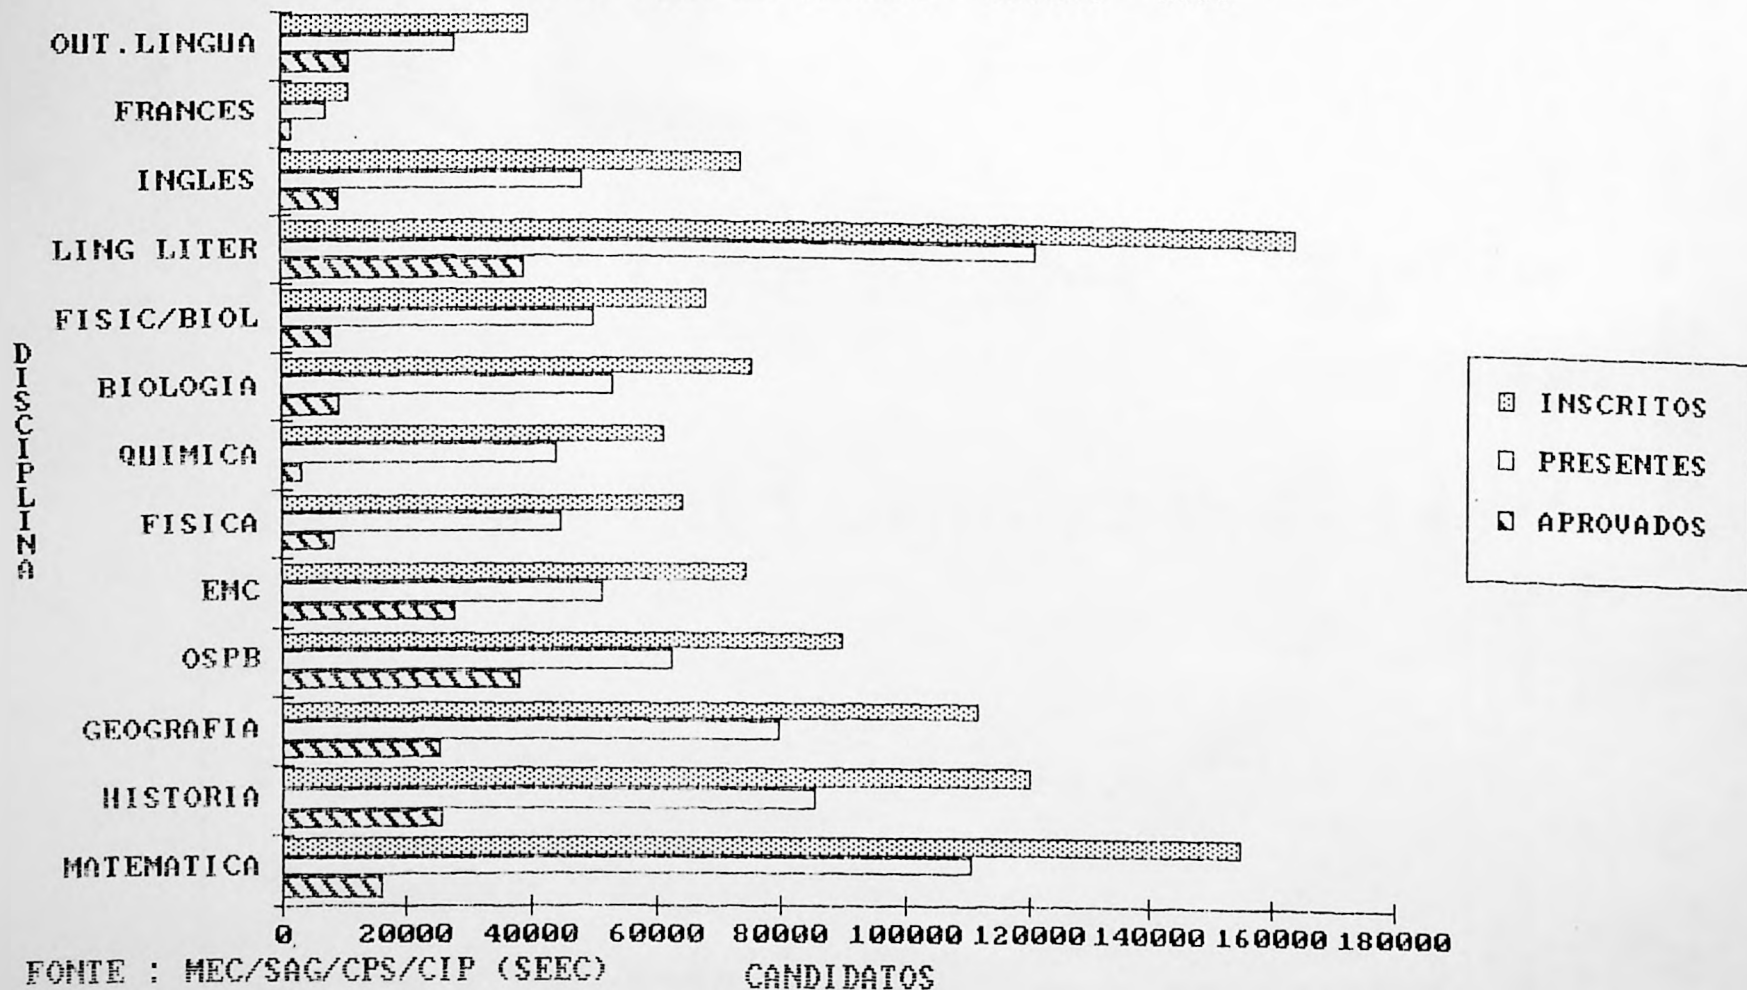 OUT.LINGUA
FRANCES
INGLES
LING LITER
FISIC/BIOL
BIOLOGIA
QUIMICA
FISICA
EMC
OSPB
GEOGRAFIA
HISTORIA
MATEMATICA
DISCIPLINA
INSCRITOS
PRESENTES
APROVADOS
0 20000 40000 60000 80000 100000 120000 140000 160000 180000
FONTE : MEC/SAG/CPS/CIP (SEEC)
CANDIDATOS